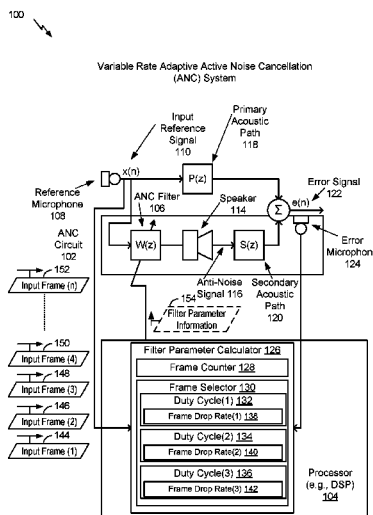 100
Variable Rate Adaptive Active Noise Cancellation
(ANC) System
Input
Reference
Signal
110
Primary
Acoustic
Path
118
x(n)
P(z)
e(n)
Error Signal
122
Reference
Microphone
108
ANC Filter
106
Speaker
114
Σ
ANC
Circuit
102
W(z)
S(z)
Error Microphone
124
Anti-Noise
Signal 116
Secondary
Acoustic
Path
120
152
Input Frame (n)
154
Filter Parameter
Information
150
Input Frame (4)
148
Input Frame (3)
146
Input Frame (2)
144
Input Frame (1)
Filter Parameter Calculator 126
Frame Counter 128
Frame Selector 130
Duty Cycle(1) 132
Frame Drop Rate(1) 138
Duty Cycle(2) 134
Frame Drop Rate(2) 140
Duty Cycle(3) 136
Frame Drop Rate(3) 142
Processor
(e.g., DSP)
104